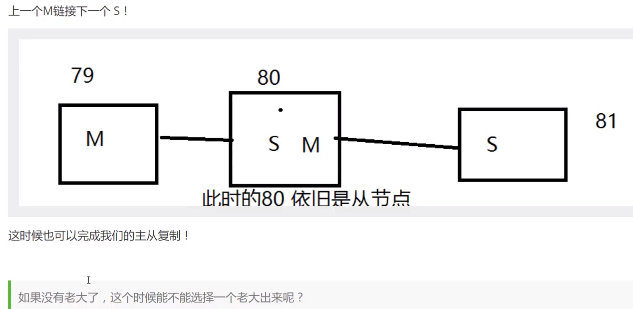 上一个M链接下一个 S！
79
80
81
M
S M
S
此时的80 依旧是从节点
这时候也可以完成我们的主从复制！
如果没有老大了，这个时候能不能选择一个老大出来呢？